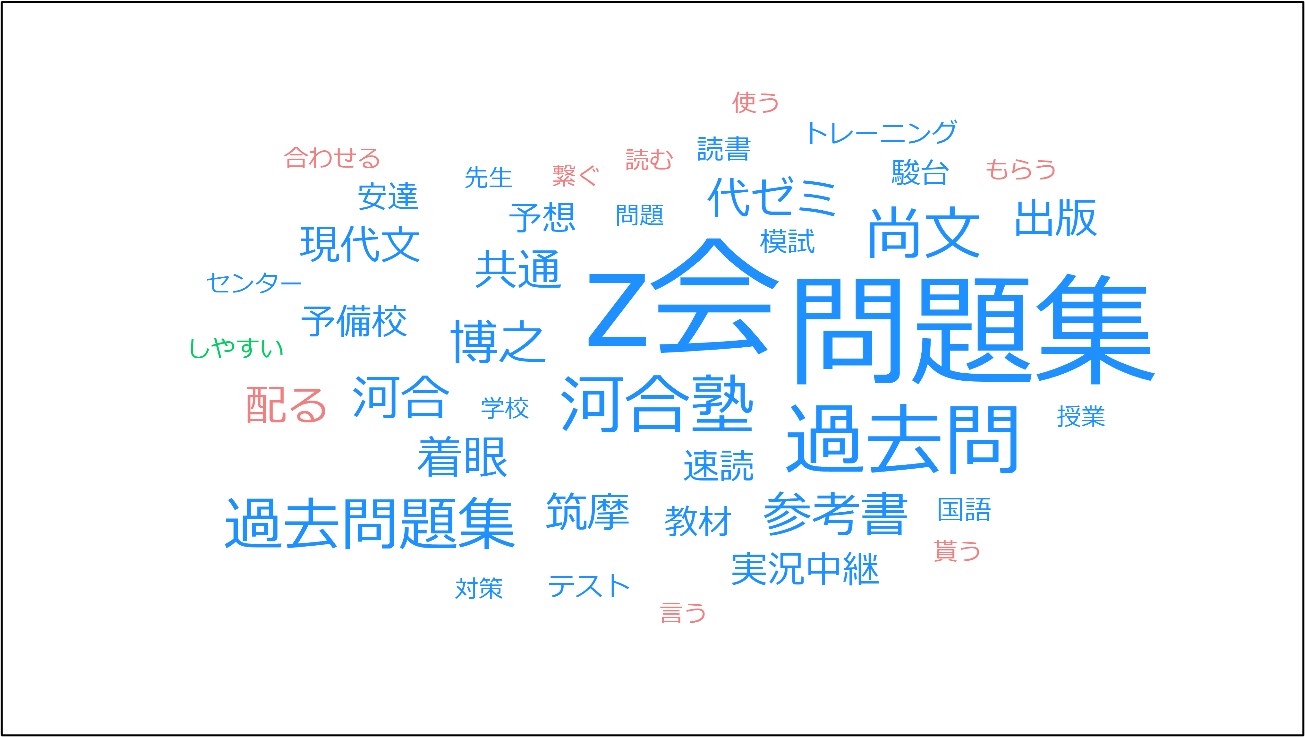 使う
トレーニング
読書
合わせる
読む
もらう
駿台
繋ぐ
先生
安達
代ゼミ
問題
予想
出版
尚文
模試
現代文
共通
センター
z会
予備校
問題集
博之
しやすい
河合
配る
学校
河合塾
授業
過去問
着眼
速読
国語
筑摩
参考書
教材
過去問題集
貰う
実況中継
テスト
対策
言う